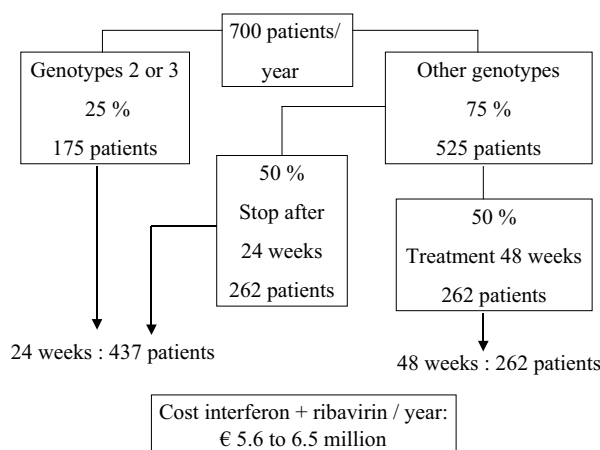 700 patients/
year
Genotypes 2 or 3
25 %
175 patients
Other genotypes
75 %
525 patients
50 %
Stop after
24 weeks
262 patients
50 %
Treatment 48 weeks
262 patients
24 weeks : 437 patients
48 weeks : 262 patients
Cost interferon + ribavirin / year:
€ 5.6 to 6.5 million